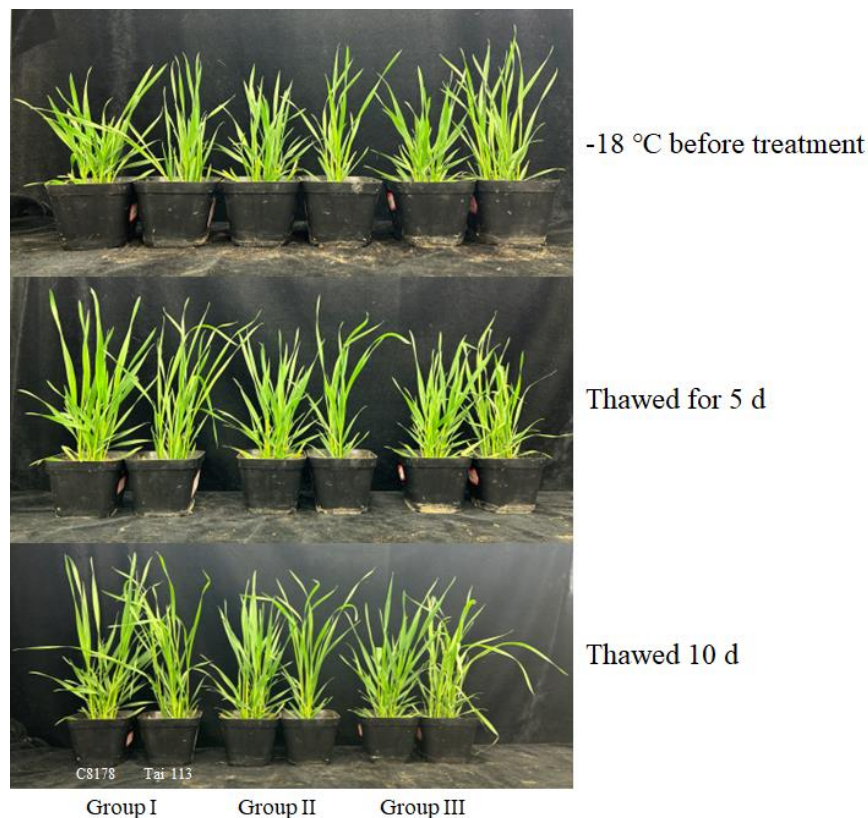 -18 °C before treatment
Thawed for 5 d
Thawed 10 d
C8178 Tai 113
Group I Group II Group III